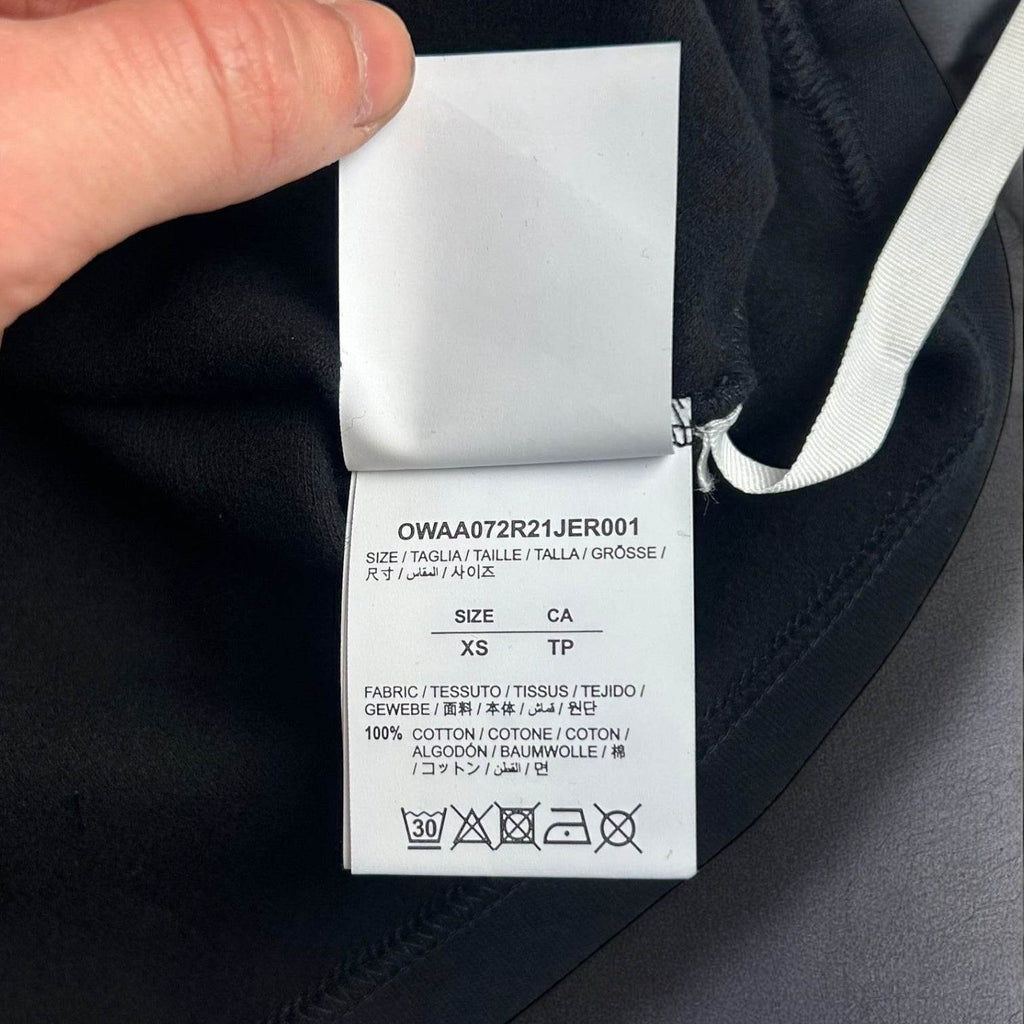 OWAA072R21JER001
SIZE / TAGLIA / TAILLE / TALLA / GRÖSSE /
尺寸 / المقاس / 사이즈
SIZE CA
XS TP
FABRIC / TESSUTO / TISSUS / TEJIDO /
GEWEBE / 面料 / 本体 / قماش / 원단
100% COTTON / COTONE / COTON /
ALGODÓN / BAUMWOLLE / 棉
/ コットン / القطن / 면
30